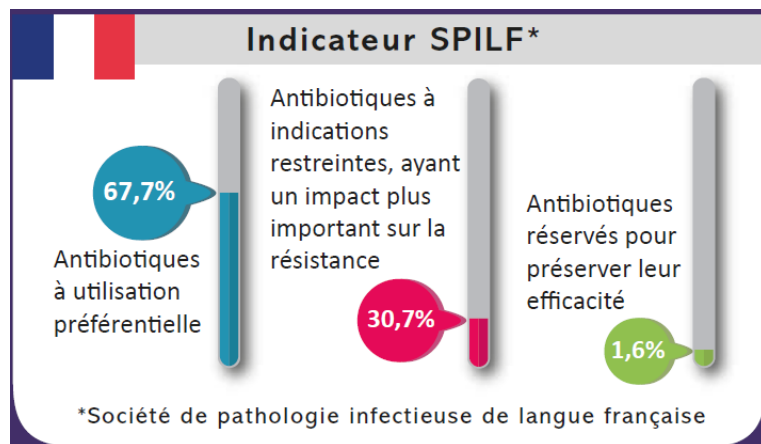 Indicateur SPILF*
67,7%
Antibiotiques
à utilisation
préférentielle
Antibiotiques à
indications
restreintes, ayant
un impact plus
important sur la
résistance
30,7%
Antibiotiques
réservés pour
préserver leur
efficacité
1,6%
*Société de pathologie infectieuse de langue française